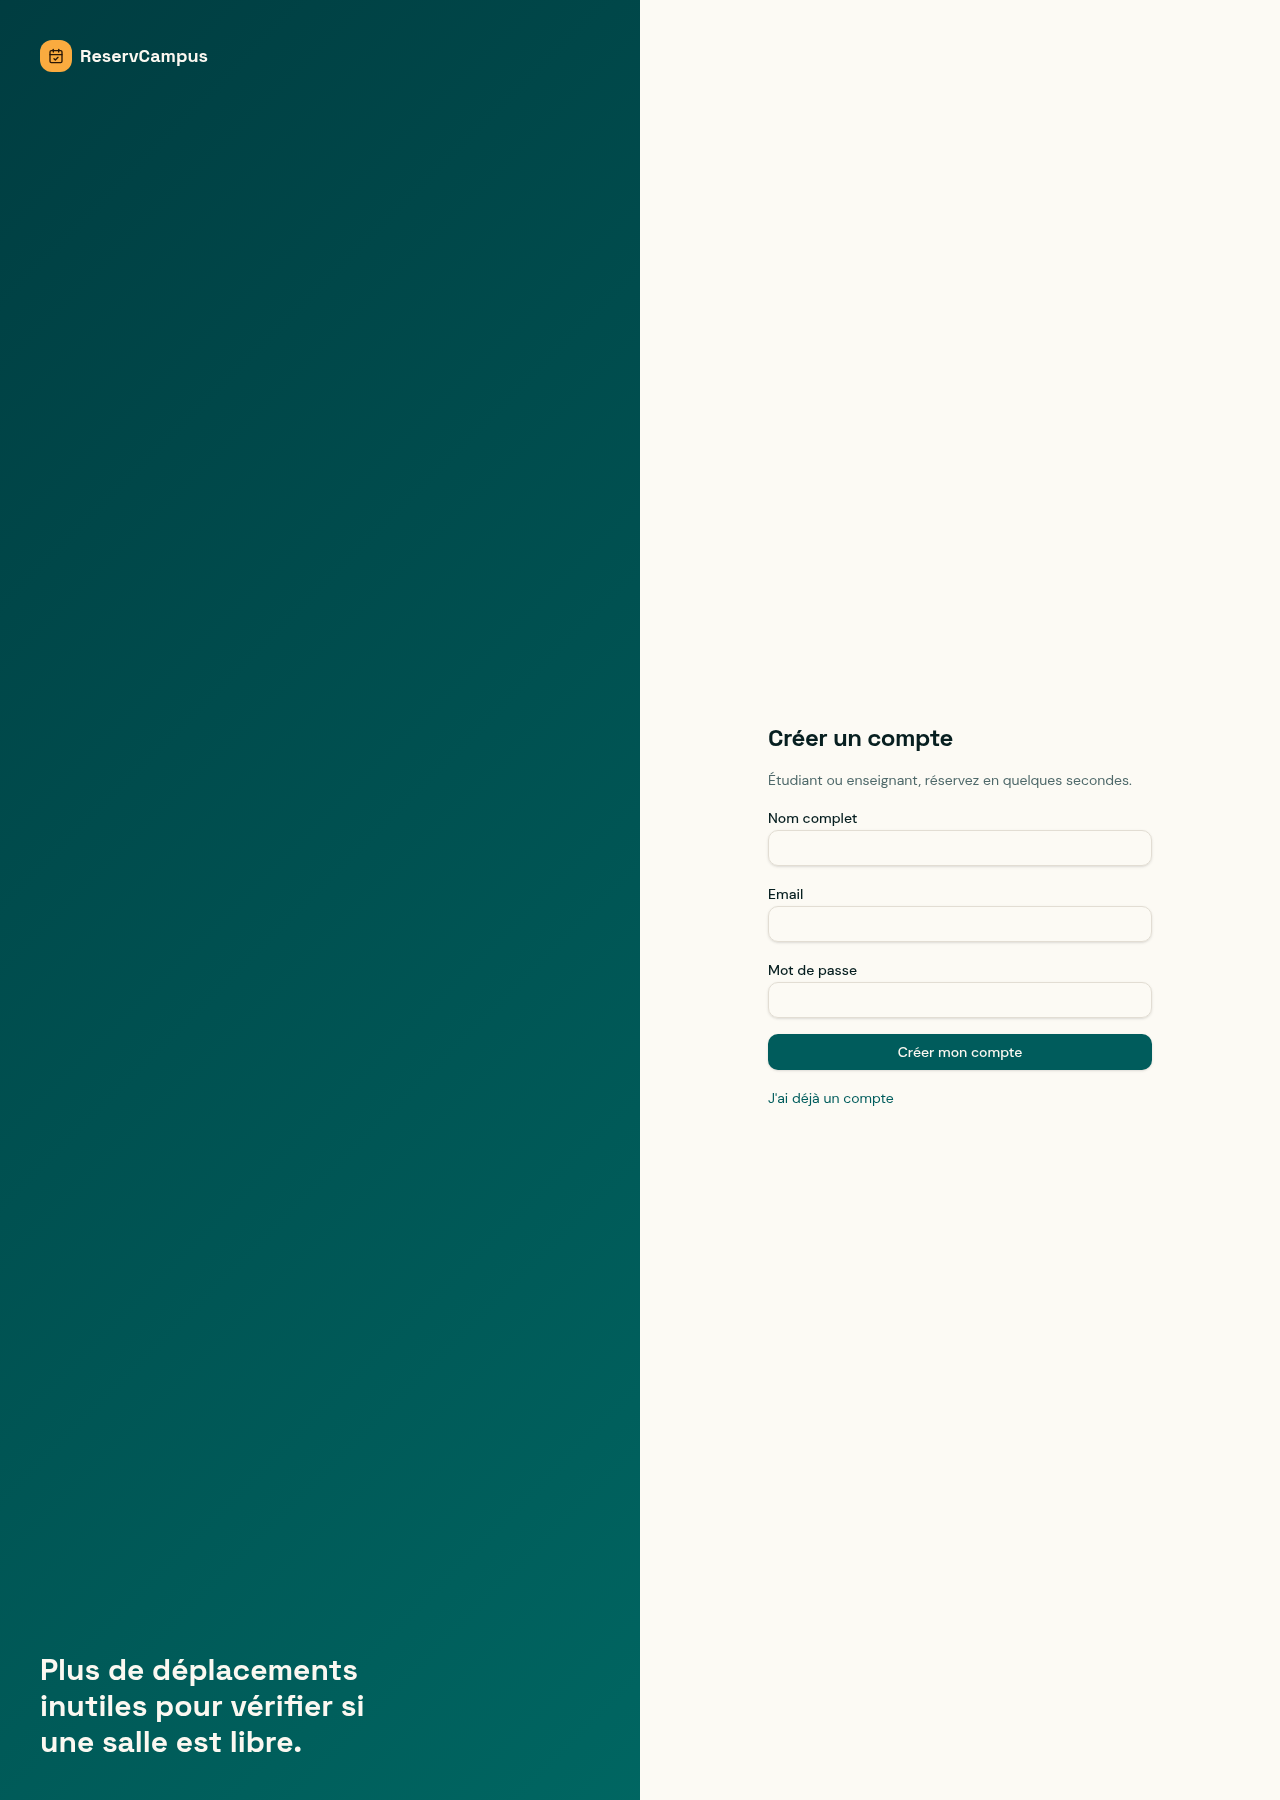 ReservCampus
Plus de déplacements
inutiles pour vérifier si
une salle est libre.
Créer un compte
Étudiant ou enseignant, réservez en quelques secondes.
Nom complet
Email
Mot de passe
Créer mon compte
J'ai déjà un compte